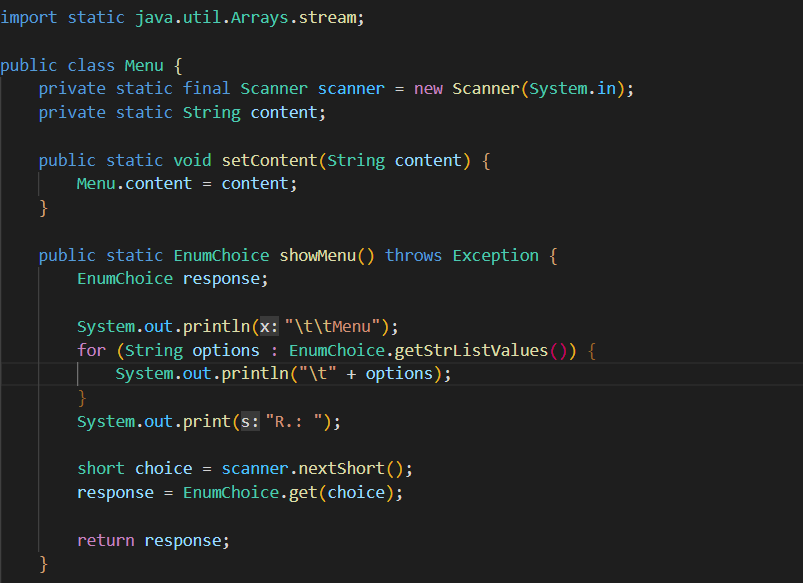 import static java.util.Arrays.stream;

public class Menu {
    private static final Scanner scanner = new Scanner(System.in);
    private static String content;

    public static void setContent(String content) {
        Menu.content = content;
    }

    public static EnumChoice showMenu() throws Exception {
        EnumChoice response;

        System.out.println(x: "\t\tMenu");
        for (String options : EnumChoice.getStrListValues()) {
            System.out.println("\t" + options);
        }
        System.out.print(s: "R.: ");

        short choice = scanner.nextShort();
        response = EnumChoice.get(choice);

        return response;
    }